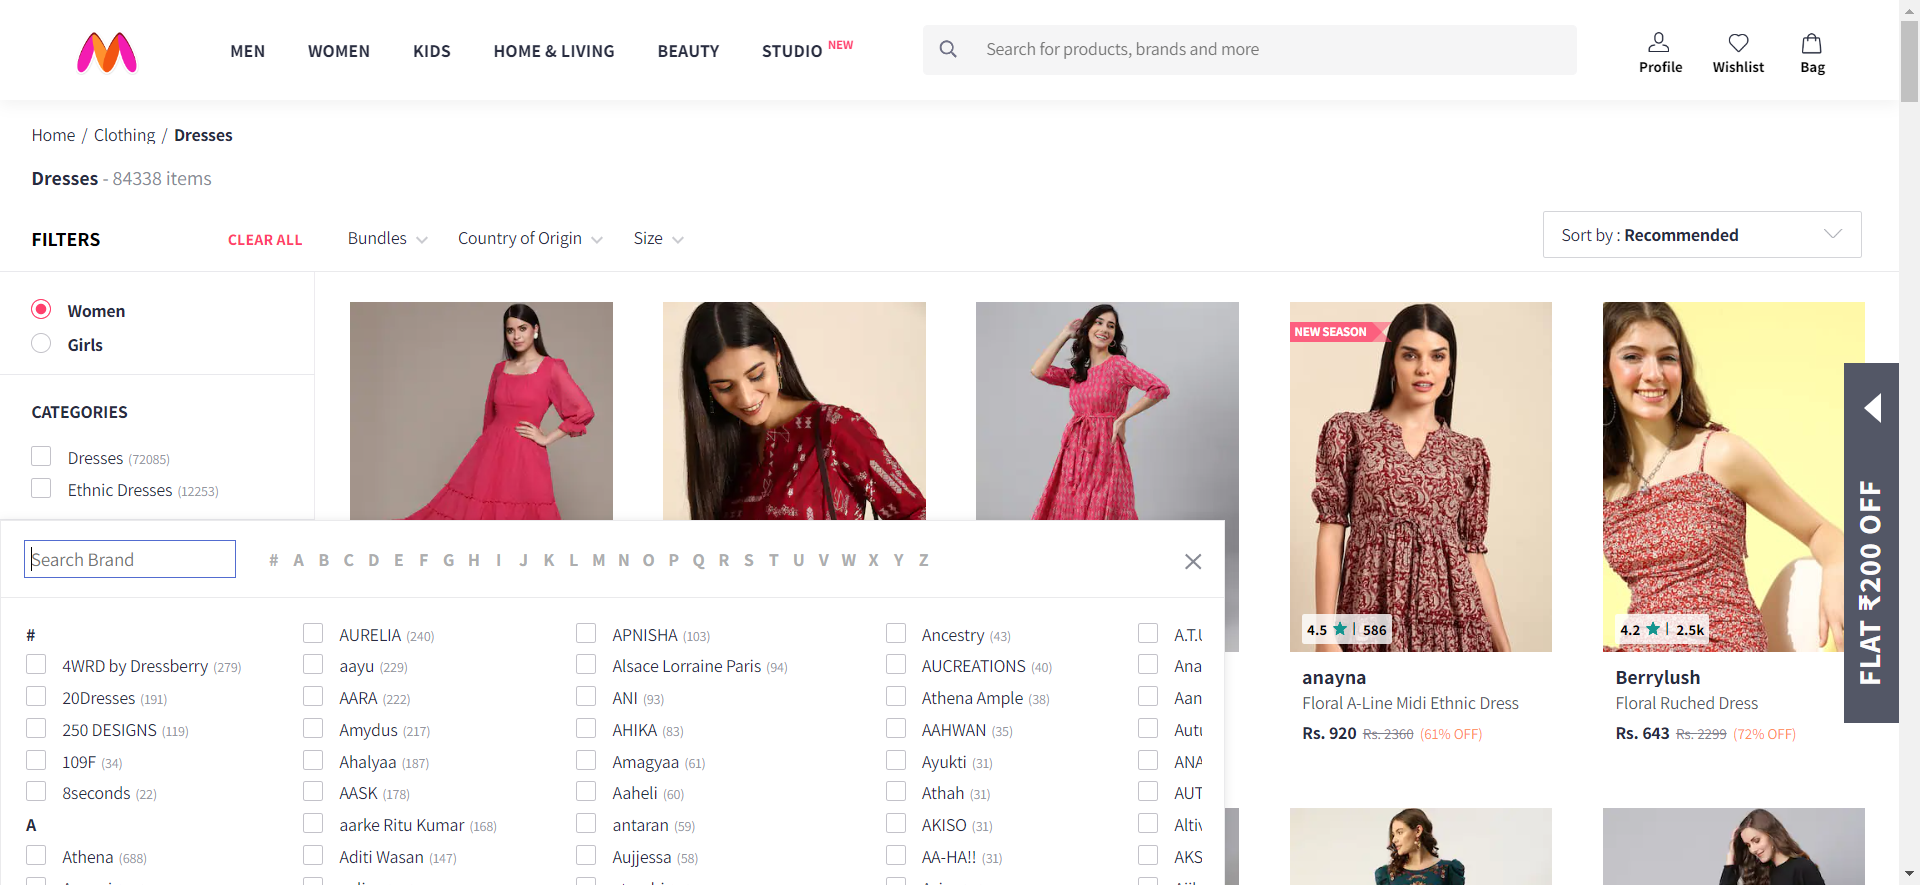 MEN WOMEN KIDS HOME & LIVING BEAUTY STUDIO NEW
Search for products, brands and more
Profile Wishlist Bag
Home / Clothing / Dresses
Dresses - 84338 items
FILTERS CLEAR ALL
Bundles Country of Origin Size
Sort by : Recommended
Women
Girls
CATEGORIES
Dresses (72085)
Ethnic Dresses (12253)
NEW SEASON
4.5 | 586
4.2 | 2.5k
anayna
Floral A-Line Midi Ethnic Dress
Rs. 920 Rs. 2360 (61% OFF)
Berrylush
Floral Ruched Dress
Rs. 643 Rs. 2299 (72% OFF)
FLAT ₹200 OFF
Search Brand
# A B C D E F G H I J K L M N O P Q R S T U V W X Y Z
#
4WRD by Dressberry (279)
20Dresses (191)
250 DESIGNS (119)
109F (34)
8seconds (22)
A
Athena (688)
AURELIA (240)
aayu (229)
AARA (222)
Amydus (217)
Ahalyaa (187)
AASK (178)
aarke Ritu Kumar (168)
Aditi Wasan (147)
APNISHA (103)
Alsace Lorraine Paris (94)
ANI (93)
AHIKA (83)
Amagyaa (61)
Aaheli (60)
antaran (59)
Aujjessa (58)
Ancestry (43)
AUCREATIONS (40)
Athena Ample (38)
AAHWAN (35)
Ayukti (31)
Athah (31)
AKISO (31)
AA-HA!! (31)
A.T.U
Ana
Aan
Autu
ANA
AUT
Altiv
AKS